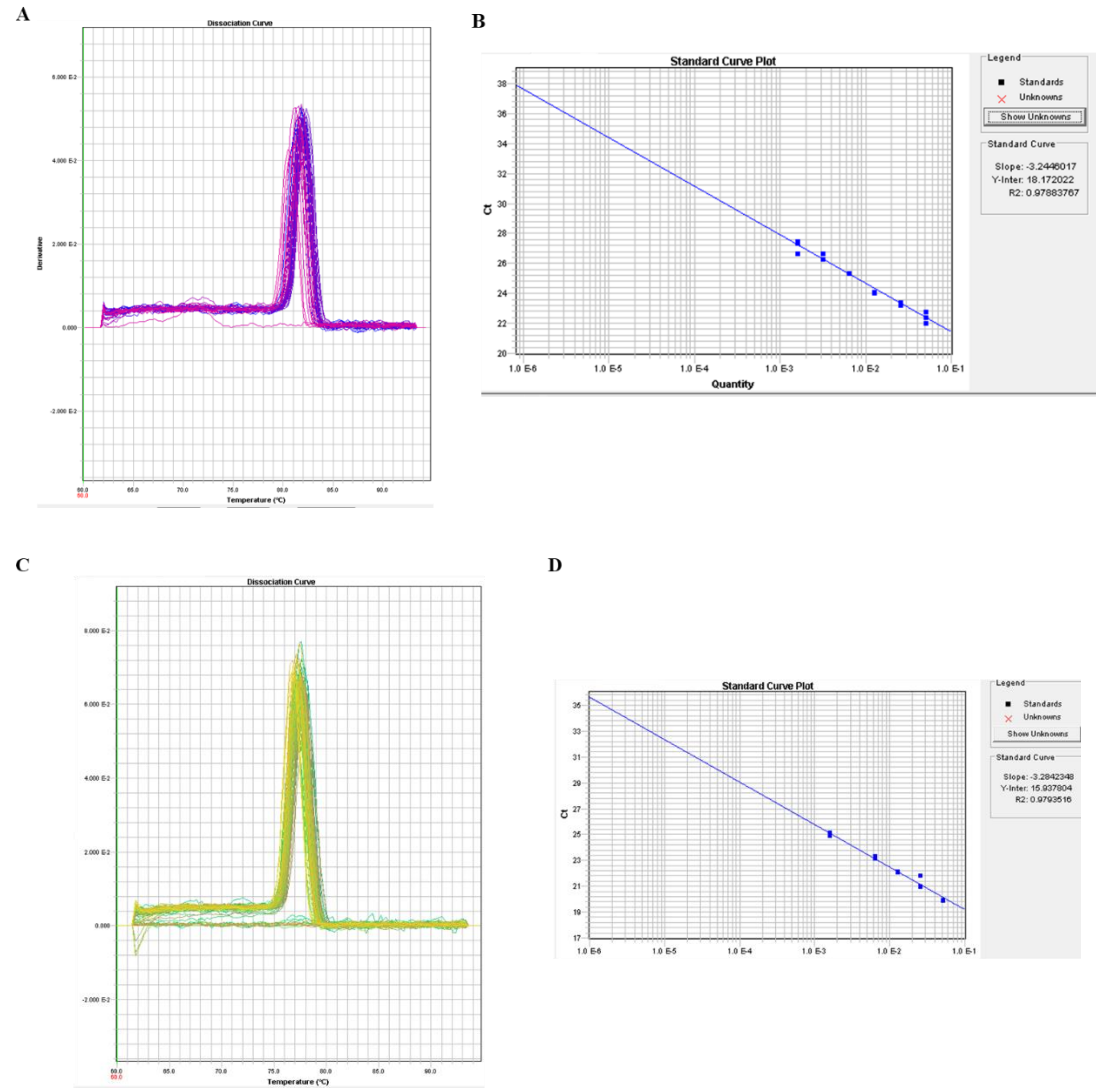 A
Dissociation Curve
6.000 E-2
4.000 E-2
2.000 E-2
0.000
-2.000 E-2
Derivative
60.0 65.0 70.0 75.0 80.0 85.0 90.0
60.0
Temperature (°C)
B
Standard Curve Plot
38
36
34
32
30
28
26
24
22
20
Ct
1.0 E-6 1.0 E-5 1.0 E-4 1.0 E-3 1.0 E-2 1.0 E-1
Quantity
Legend
Standards
Unknowns
Show Unknowns
Standard Curve
Slope: -3.2446017
Y-Inter: 18.172022
R2: 0.97883767
C
Dissociation Curve
8.000 E-2
6.000 E-2
4.000 E-2
2.000 E-2
0.000
-2.000 E-2
60.0 65.0 70.0 75.0 80.0 85.0 90.0
60.0
Temperature (°C)
D
Standard Curve Plot
35
33
31
29
27
25
23
21
19
17
Ct
1.0 E-6 1.0 E-5 1.0 E-4 1.0 E-3 1.0 E-2 1.0 E-1
Legend
Standards
Unknowns
Show Unknowns
Standard Curve
Slope: -3.2842348
Y-Inter: 15.937804
R2: 0.9793516